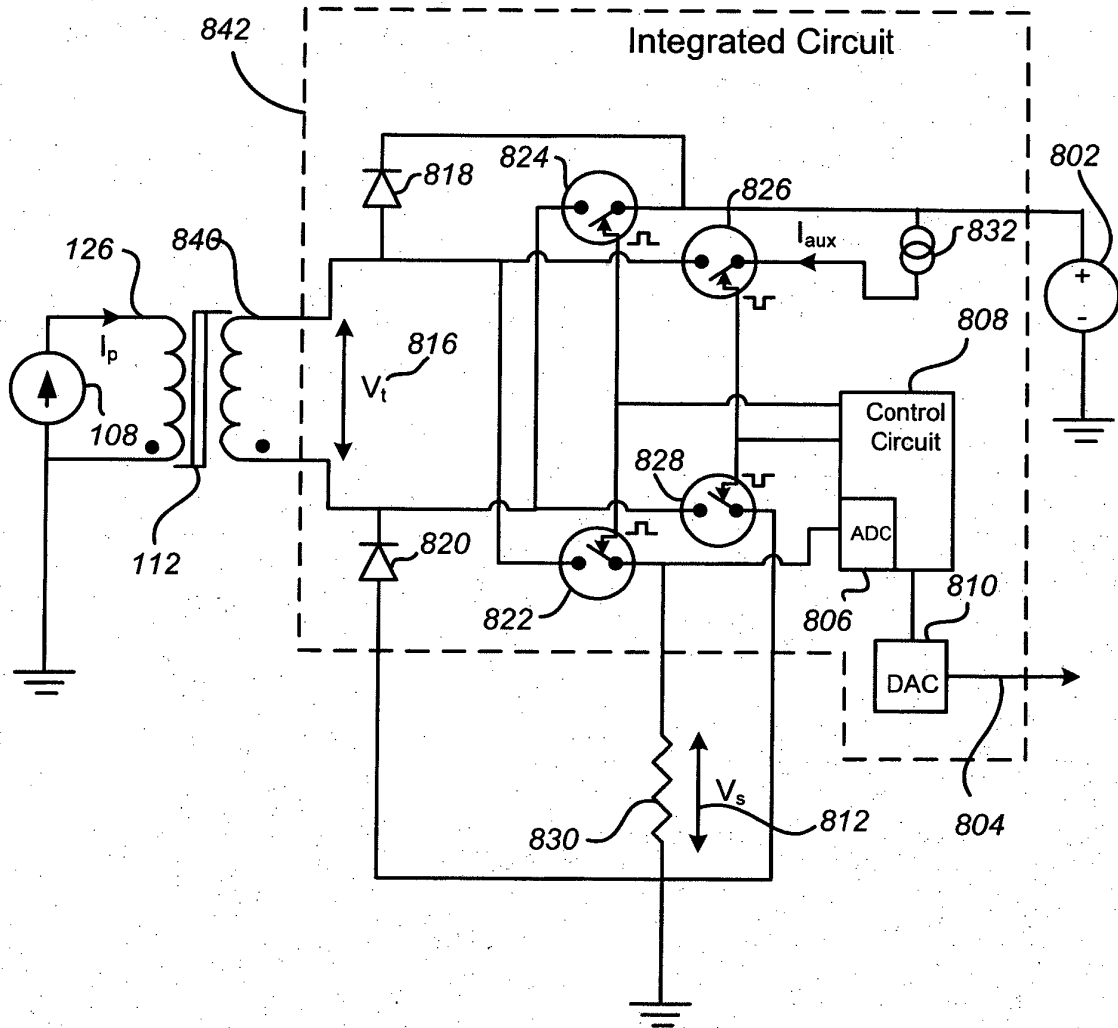 842
Integrated Circuit
824
802
818
826
840
I_aux
832
126
I_p
808
V_t
816
Control
Circuit
108
828
820
ADC
112
822
806
810
DAC
V_s
830
812
804
+
-